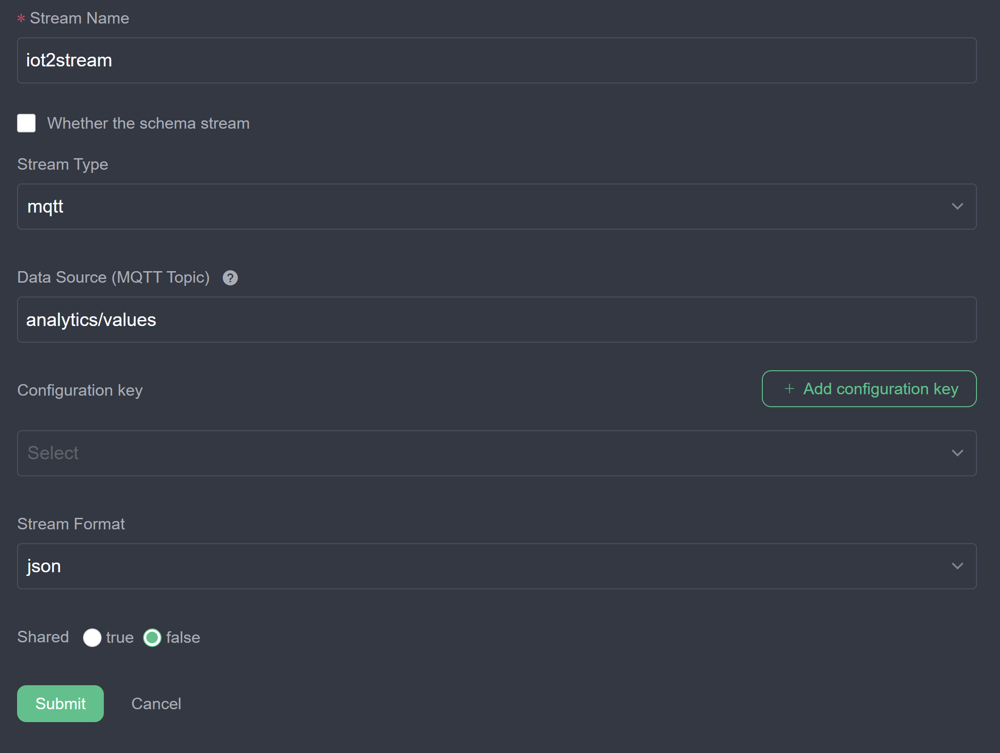 * Stream Name
iot2stream
Whether the schema stream
Stream Type
mqtt
Data Source (MQTT Topic) ?
analytics/values
Configuration key
+ Add configuration key
Select
Stream Format
json
Shared true false
Submit Cancel